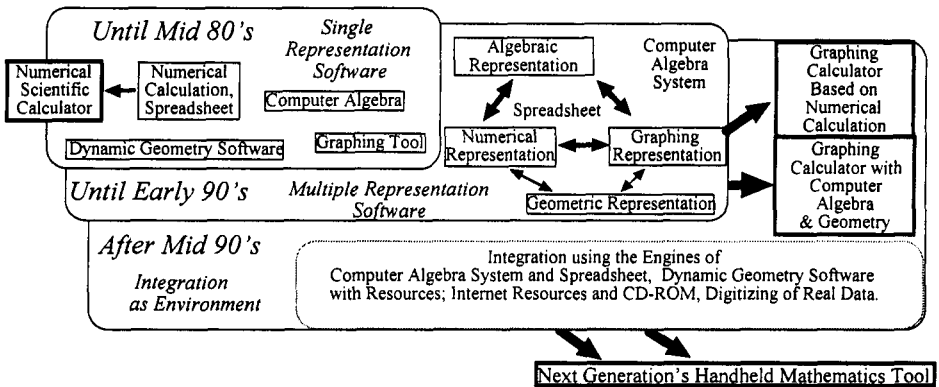 Until Mid 80's
Single
Representation
Software
Numerical
Scientific
Calculator
Numerical
Calculation,
Spreadsheet
Computer Algebra
Dynamic Geometry Software
Graphing Tool
Until Early 90's
Multiple Representation
Software
Algebraic
Representation
Computer
Algebra
System
Spreadsheet
Numerical
Representation
Graphing
Representation
Geometric Representation
Graphing
Calculator
Based on
Numerical
Calculation
Graphing
Calculator with
Computer
Algebra
& Geometry
After Mid 90's
Integration
as Environment
Integration using the Engines of
Computer Algebra System and Spreadsheet, Dynamic Geometry Software
with Resources; Internet Resources and CD-ROM, Digitizing of Real Data.
Next Generation's Handheld Mathematics Tool